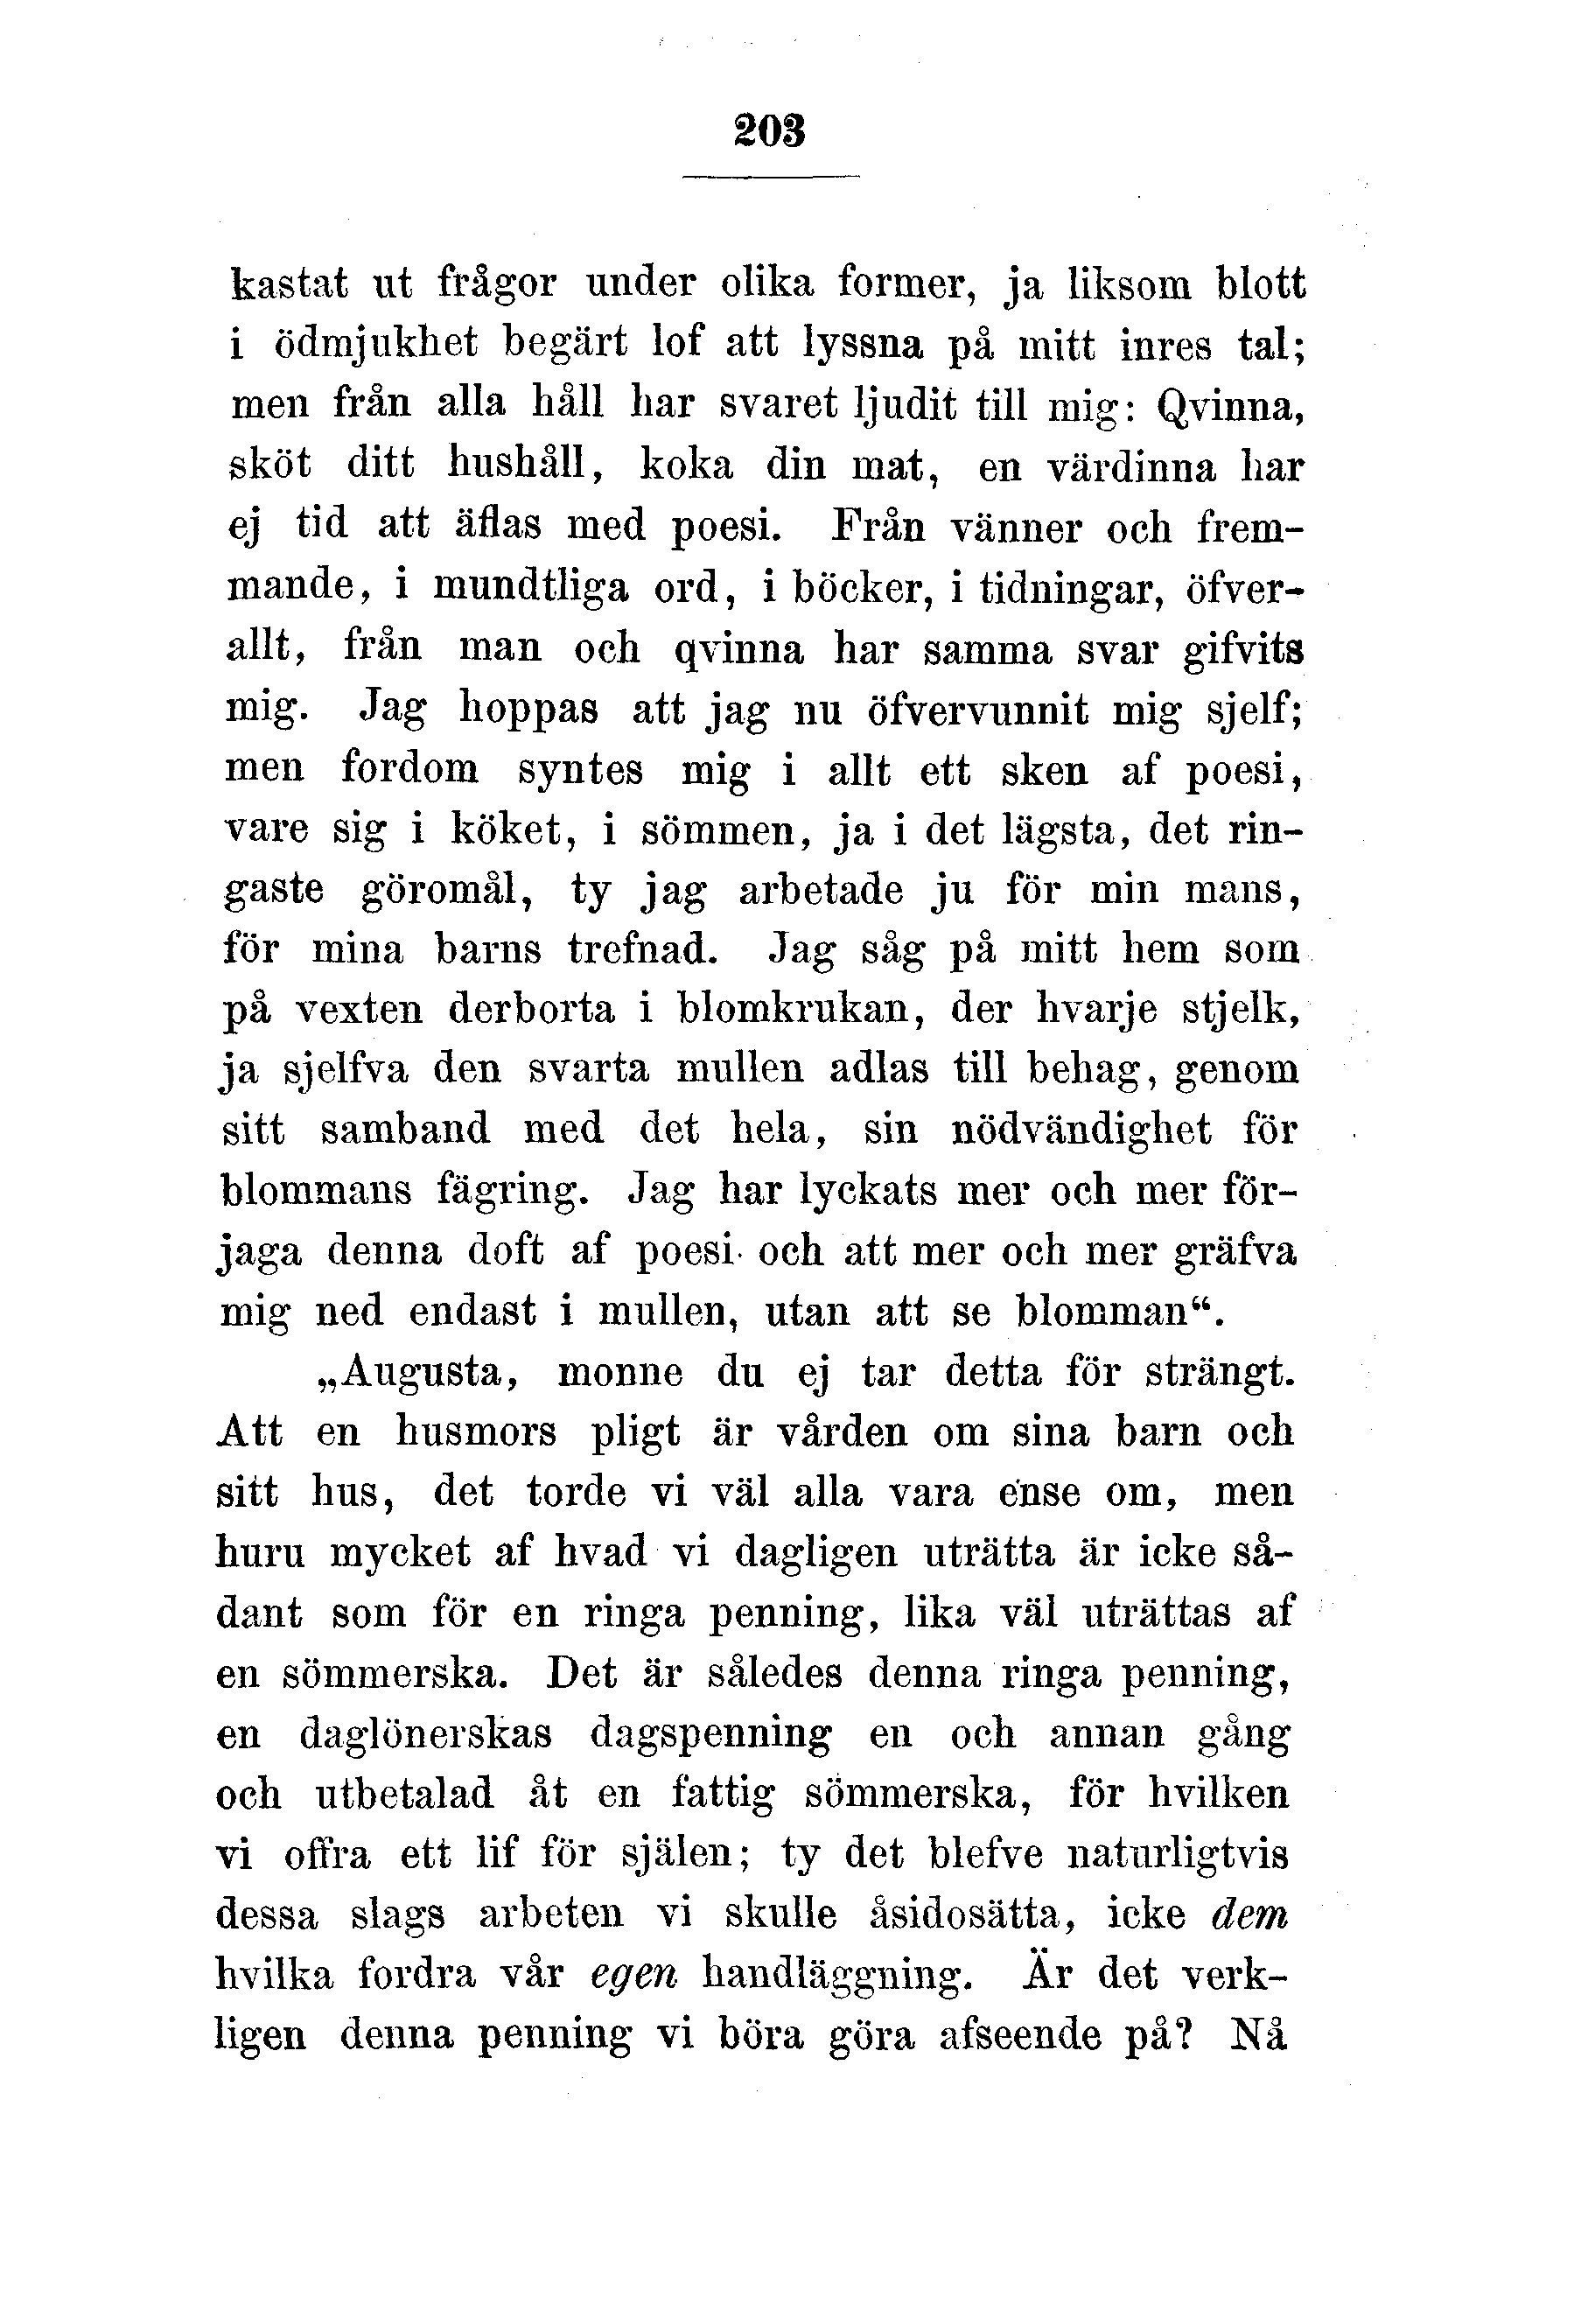 203
kastat ut frågor under olika former, ja liksom blott
i ödmjukhet begärt lof att lyssna på mitt inres tal;
men från alla håll har svaret ljudit till mig: Qvinna,
sköt ditt hushåll, koka din mat, en värdinna har
ej tid att äflas med poesi. Från vänner och frem-
mande, i mundtliga ord, i böcker, i tidningar, öfver-
allt, från man och qvinna har samma svar gifvits
mig. Jag hoppas att jag nu öfvervunnit mig sjelf;
men fordom syntes mig i allt ett sken af poesi,
vare sig i köket, i sömmen, ja i det lägsta, det rin-
gaste göromål, ty jag arbetade ju för min mans,
för mina barns trefnad. Jag såg på mitt hem som
på vexten derborta i blomkrukan, der hvarje stjelk,
ja sjelfva den svarta mullen adlas till behag, genom
sitt samband med det hela, sin nödvändighet för
blommans fägring. Jag har lyckats mer och mer för-
jaga denna doft af poesi och att mer och mer gräfva
mig ned endast i mullen, utan att se blomman“.
„Augusta, monne du ej tar detta för strängt.
Att en husmors pligt är vården om sina barn och
sitt hus, det torde vi väl alla vara ense om, men
huru mycket af hvad vi dagligen uträtta är icke så-
dant som för en ringa penning, lika väl uträttas af
en sömmerska. Det är således denna ringa penning,
en daglönerskas dagspenning en och annan gång
och utbetalad åt en fattig sömmerska, för hvilken
vi offra ett lif för själen; ty det blefve naturligtvis
dessa slags arbeten vi skulle åsidosätta, icke dem
hvilka fordra vår egen handläggning. Är det verk-
ligen denna penning vi böra göra afseende på? Nå